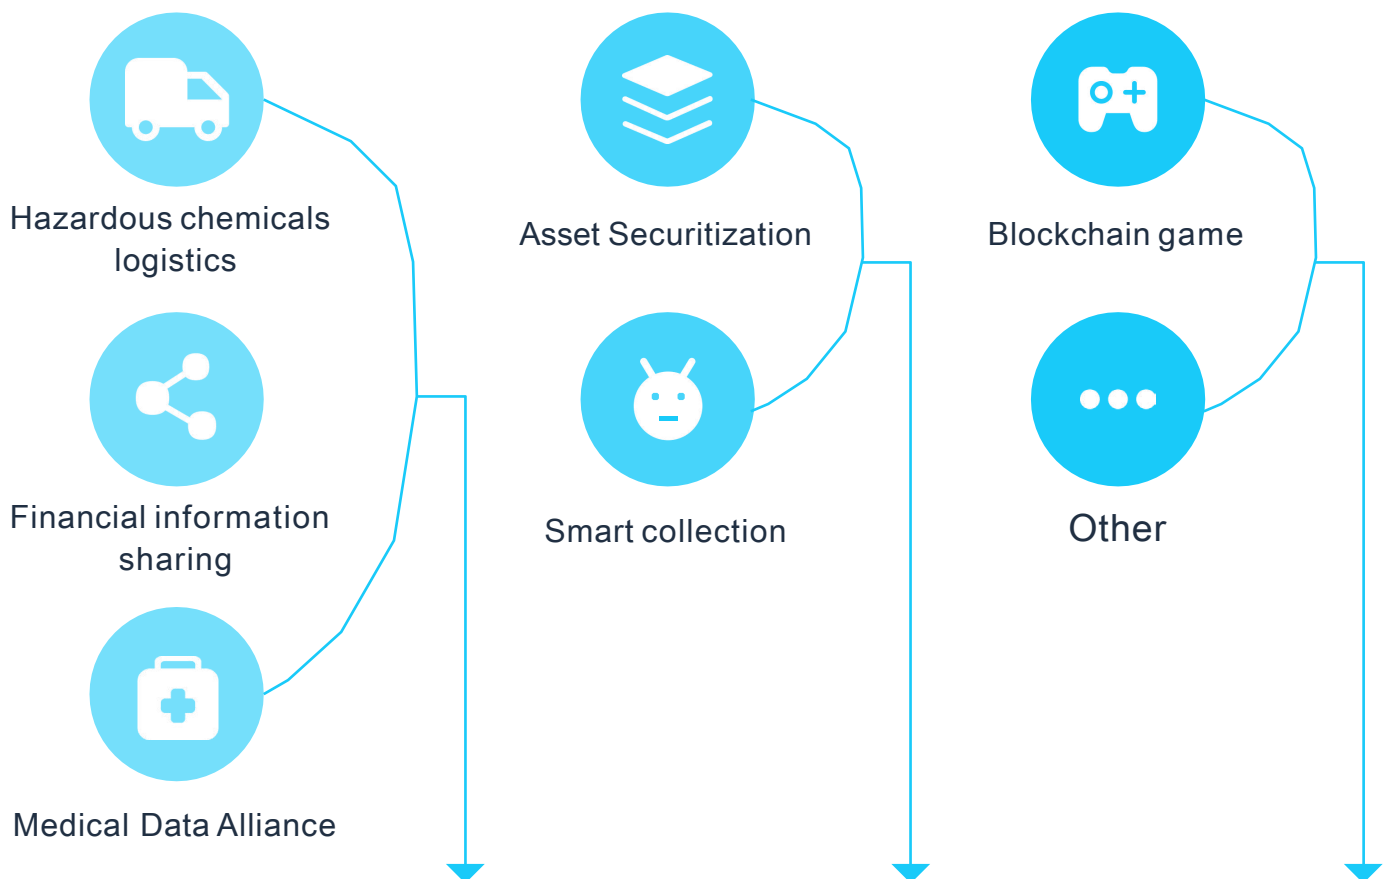 Hazardous chemicals
logistics
Financial information
sharing
Medical Data Alliance
Asset Securitization
Smart collection
Blockchain game
Other